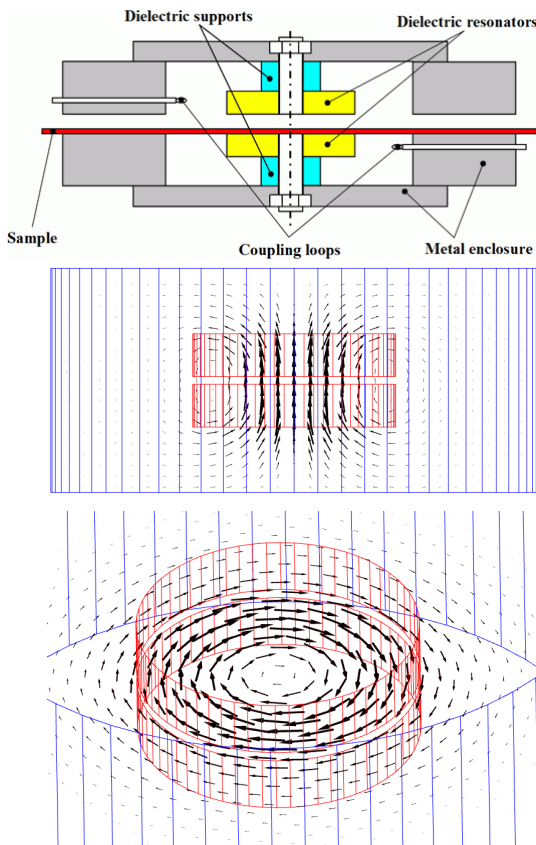 Dielectric supports
Dielectric resonators
Sample
Coupling loops
Metal enclosure